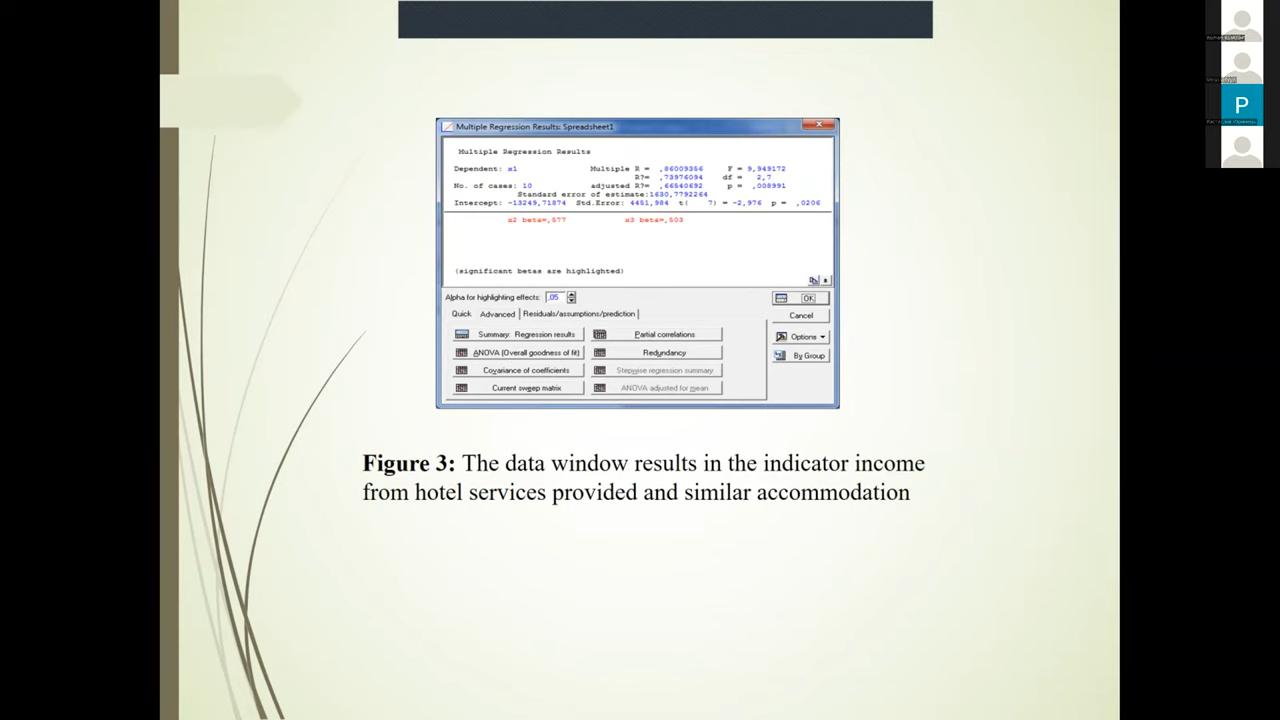 Multiple Regression Results: Spreadsheet1
Multiple Regression Results
Dependent: x1 Multiple R = ,86009356 F = 9,949172
R?= ,73976094 df = 2,7
No. of cases: 10 adjusted R?= ,66540692 p = ,008991
Standard error of estimate:1630,7792264
Intercept: -13249,71874 Std.Error: 4451,984 t( 7) = -2,976 p = ,0206
x2 beta=,577 x3 beta=,503
(significant betas are highlighted)
Alpha for highlighting effects: ,05
OK
Quick Advanced Residuals/assumptions/prediction
Cancel
Summary: Regression results Partial correlations
Options
ANOVA (Overall goodness of fit) Redundancy
By Group
Covariance of coefficients Stepwise regression summary
Current sweep matrix ANOVA adjusted for mean
Figure 3: The data window results in the indicator income
from hotel services provided and similar accommodation
P